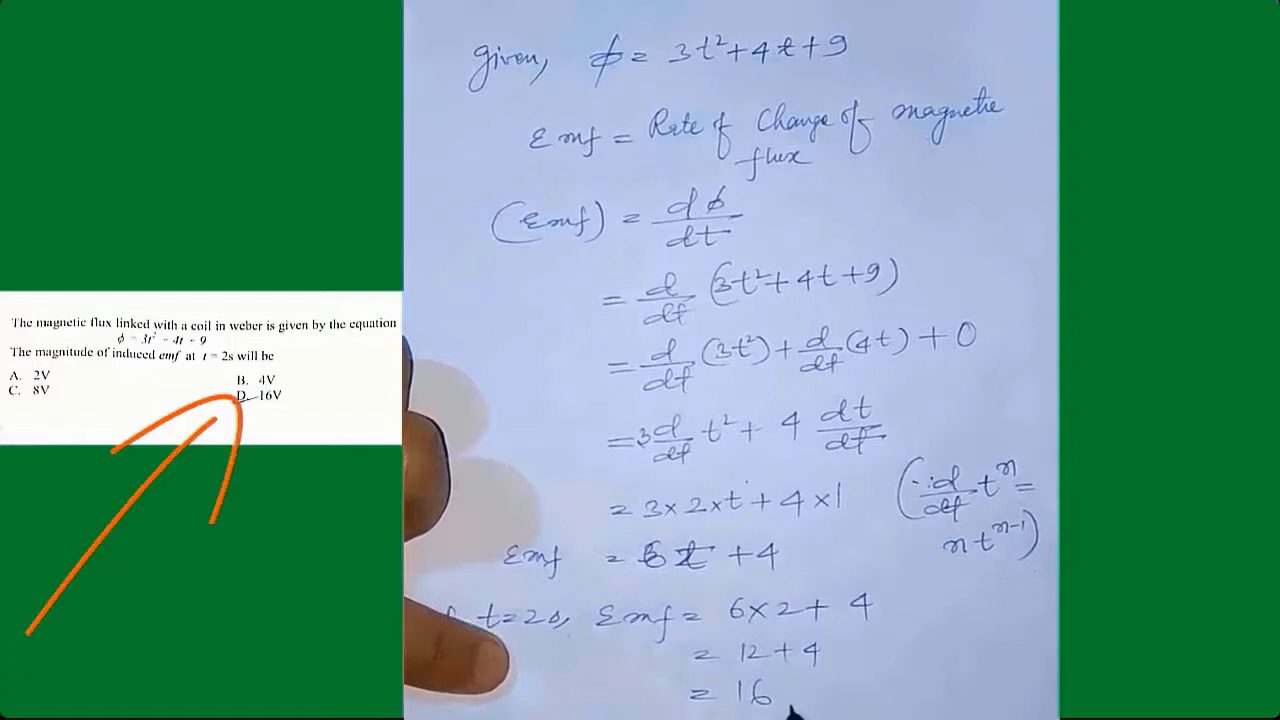 The magnetic flux linked with a coil in weber is given by the equation
ϕ = 3t² - 4t - 9
The magnitude of induced emf at t = 2s will be
A. 2V
B. 4V
C. 8V
D. 16V
Given, ϕ = 3t² + 4t + 9
Emf = Rate of Change of magnetic
flux
(Emf) = dϕ/dt
= d/dt (3t² + 4t + 9)
= d/dt (3t²) + d/dt (4t) + 0
= 3 d/dt t² + 4 dt/dt
= 3 × 2 × t + 4 × 1 (∵ d/dt tⁿ =
n tⁿ⁻¹)
Emf = 6t + 4
t = 2s, Emf = 6 × 2 + 4
= 12 + 4
= 16